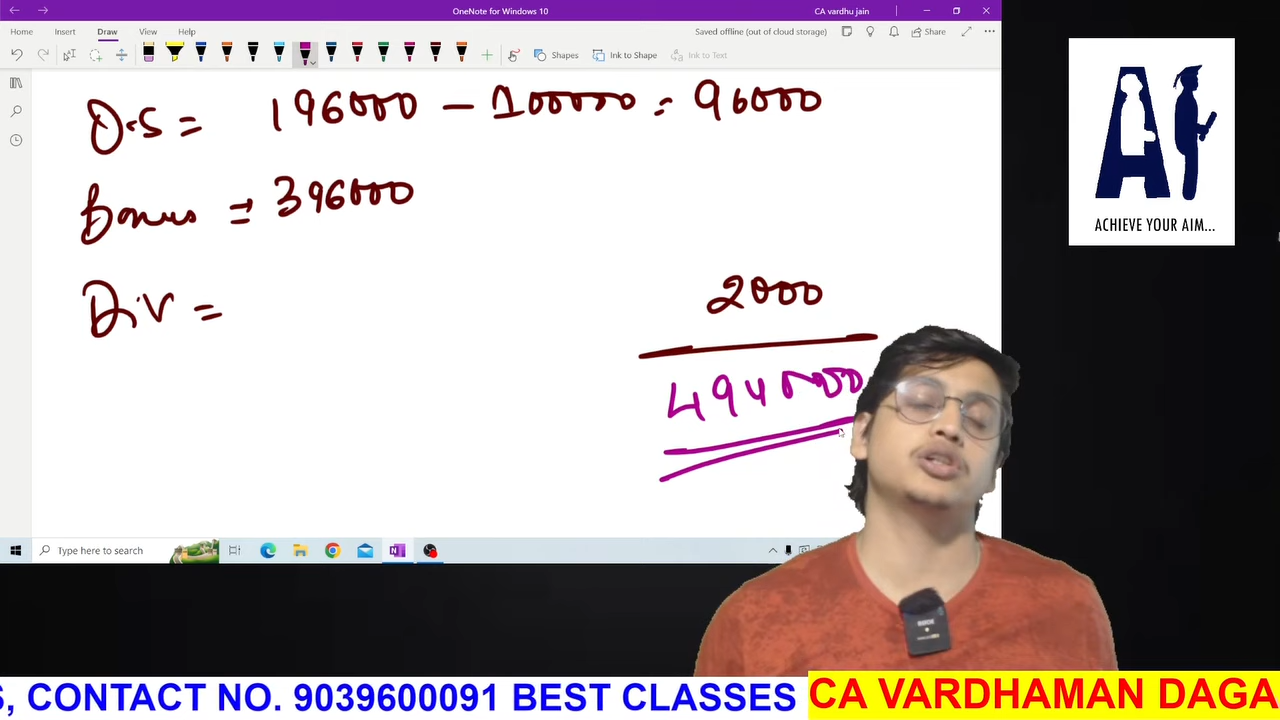 OneNote for Windows 10
CA vardhu jain
Home Insert Draw View Help
Saved offline (out of cloud storage)
Share
Shapes
Ink to Shape
Ink to Text
O.S = 196000 - 100000 = 96000
Bonus = 396000
Div =
2000
494000
Type here to search
ACHIEVE YOUR AIM...
S, CONTACT NO. 9039600091 BEST CLASSES
CA VARDHAMAN DAGA